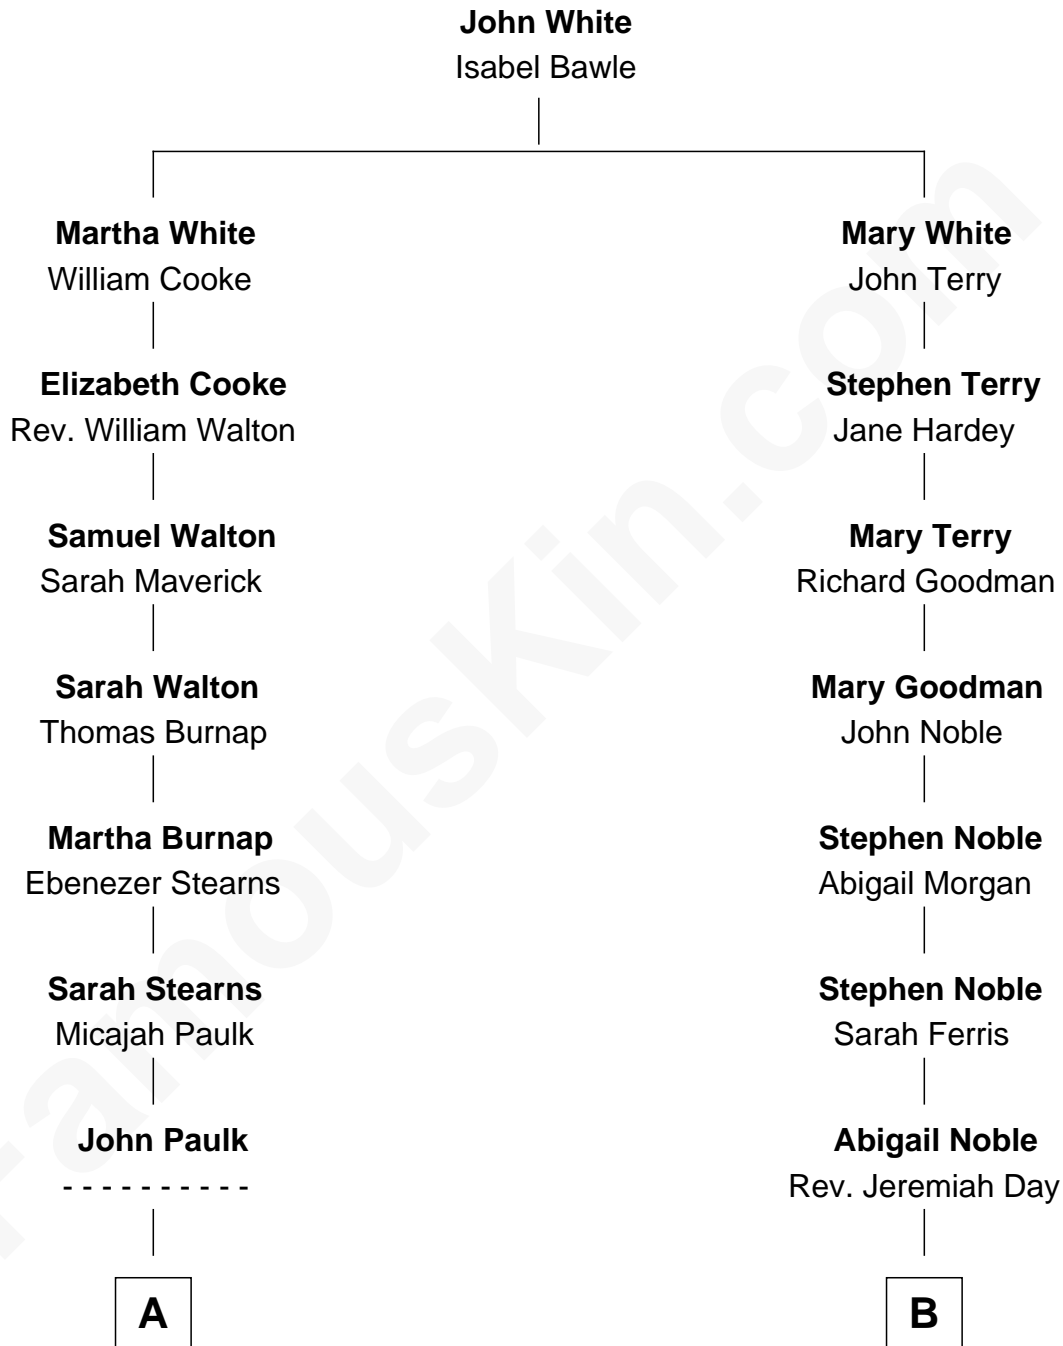 John White
Isabel Bawle
Martha White
William Cooke
Elizabeth Cooke
Rev. William Walton
Samuel Walton
Sarah Maverick
Sarah Walton
Thomas Burnap
Martha Burnap
Ebenezer Stearns
Sarah Stearns
Micajah Paulk
John Paulk
- - - - - - - - - -
A
Mary White
John Terry
Stephen Terry
Jane Hardey
Mary Terry
Richard Goodman
Mary Goodman
John Noble
Stephen Noble
Abigail Morgan
Stephen Noble
Sarah Ferris
Abigail Noble
Rev. Jeremiah Day
B
FamousKin.com